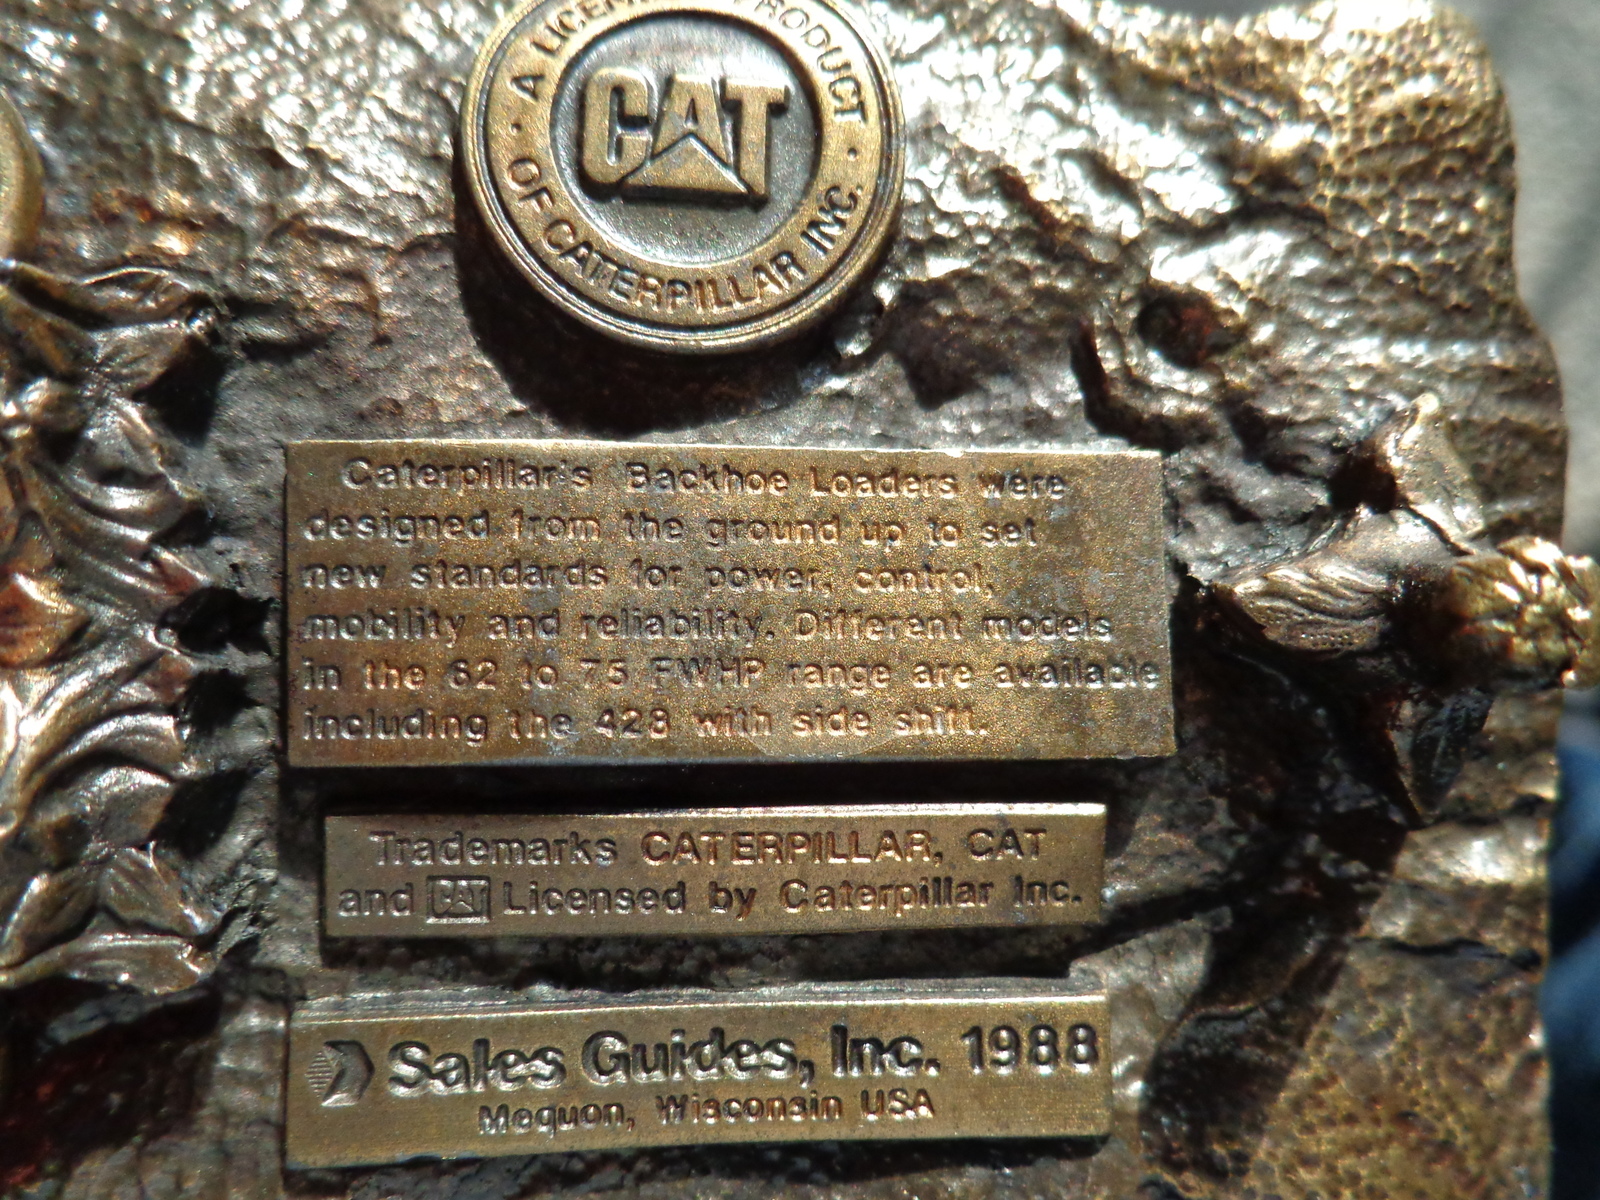 A LICENSED PRODUCT
CAT
OF CATERPILLAR INC.
Caterpillar's Backhoe Loaders were
designed from the ground up to set
new standards for power, control,
mobility and reliability. Different models
in the 62 to 75 FWHP range are available
including the 428 with side shift.
Trademarks CATERPILLAR, CAT
and CAT Licensed by Caterpillar Inc.
Sales Guides, Inc. 1988
Mequon, Wisconsin USA